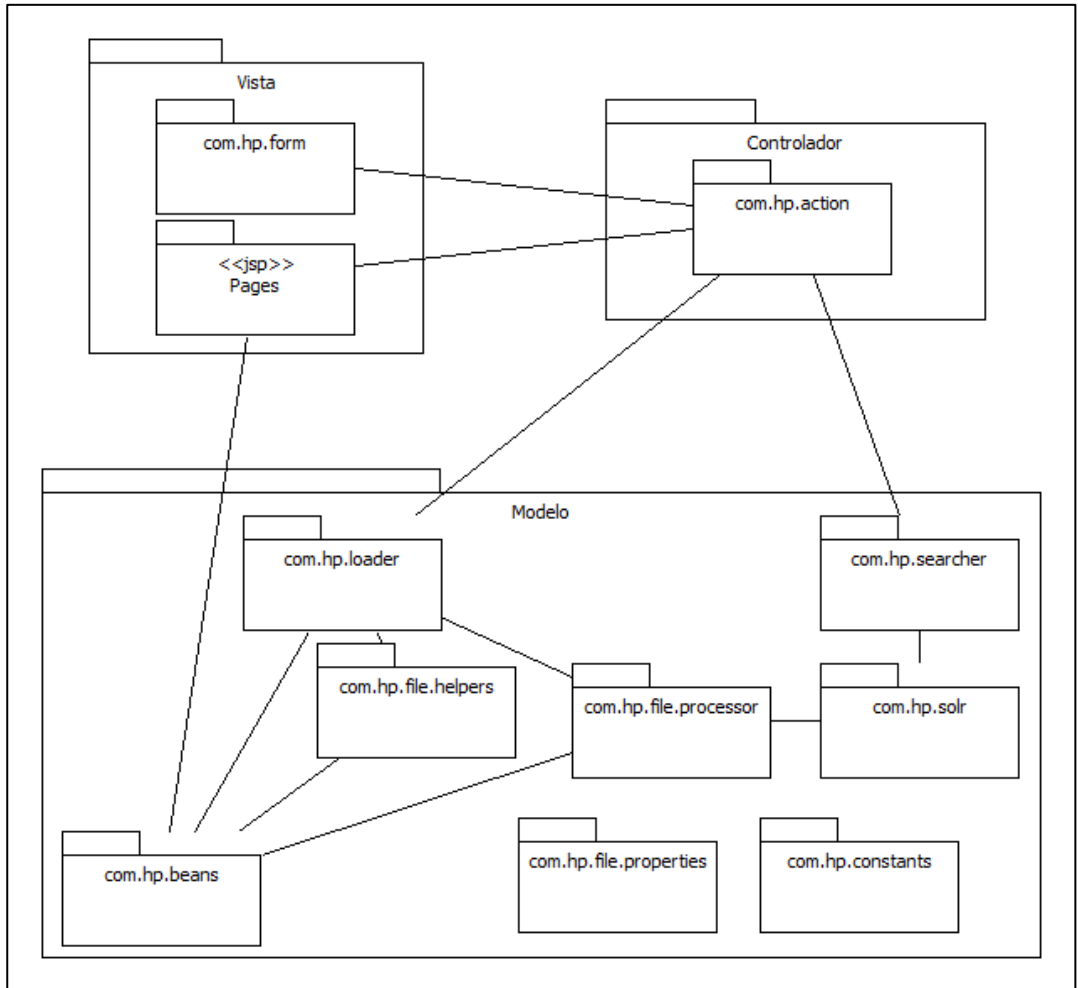 Vista
com.hp.form
<<jsp>>
Pages
Controlador
com.hp.action
Modelo
com.hp.loader
com.hp.searcher
com.hp.file.helpers
com.hp.file.processor
com.hp.solr
com.hp.beans
com.hp.file.properties
com.hp.constants